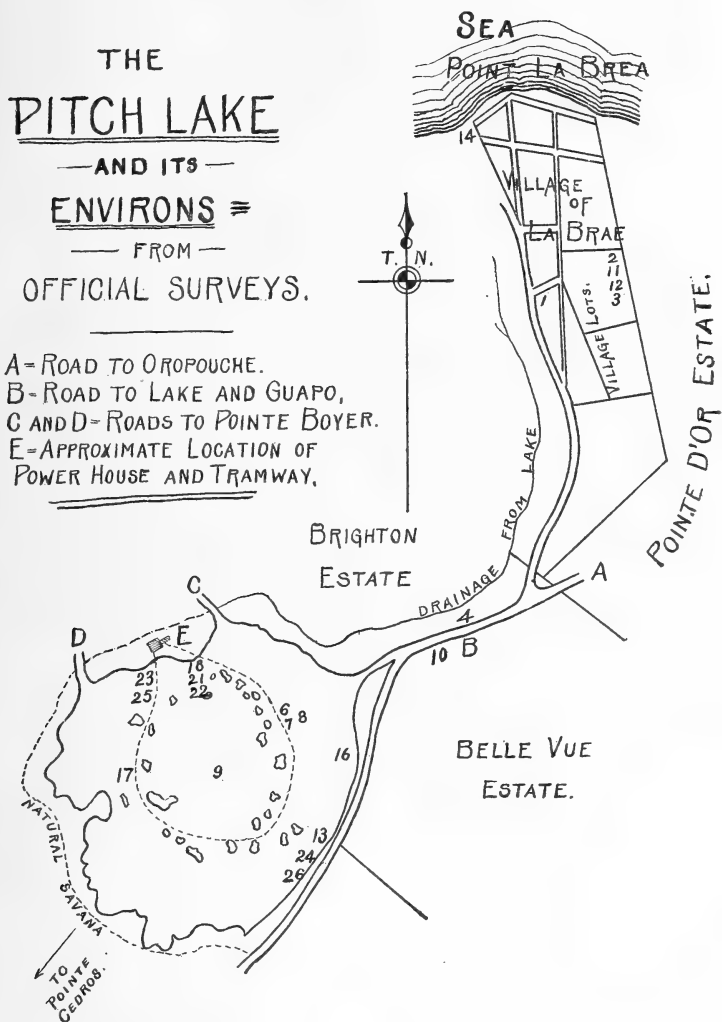 THE
PITCH LAKE
—AND ITS—
ENVIRONS
—FROM—
OFFICIAL SURVEYS.
A=ROAD TO OROPOUCHE.
B-ROAD TO LAKE AND GUAPO,
C AND D-ROADS TO POINTE BOYER.
E=APPROXIMATE LOCATION OF
POWER HOUSE AND TRAMWAY.
SEA
POINT LA BREA
14
VILLAGE
OF
LA BRAE
2
11
12
3
1
VILLAGE LOTS.
POINTE D'OR ESTATE.
T. N.
BRIGHTON
ESTATE
DRAINAGE FROM LAKE
A
4
10 B
C
D
E
18
23 21
25 22
6
7 8
16
17
9
13
24
26
BELLE VUE
ESTATE.
NATURAL
SAVANA
TO
POINTE
CEDROS.